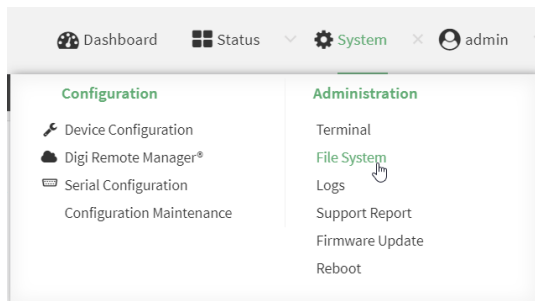 Dashboard Status System admin
Configuration
Device Configuration
Digi Remote Manager®
Serial Configuration
Configuration Maintenance
Administration
Terminal
File System
Logs
Support Report
Firmware Update
Reboot